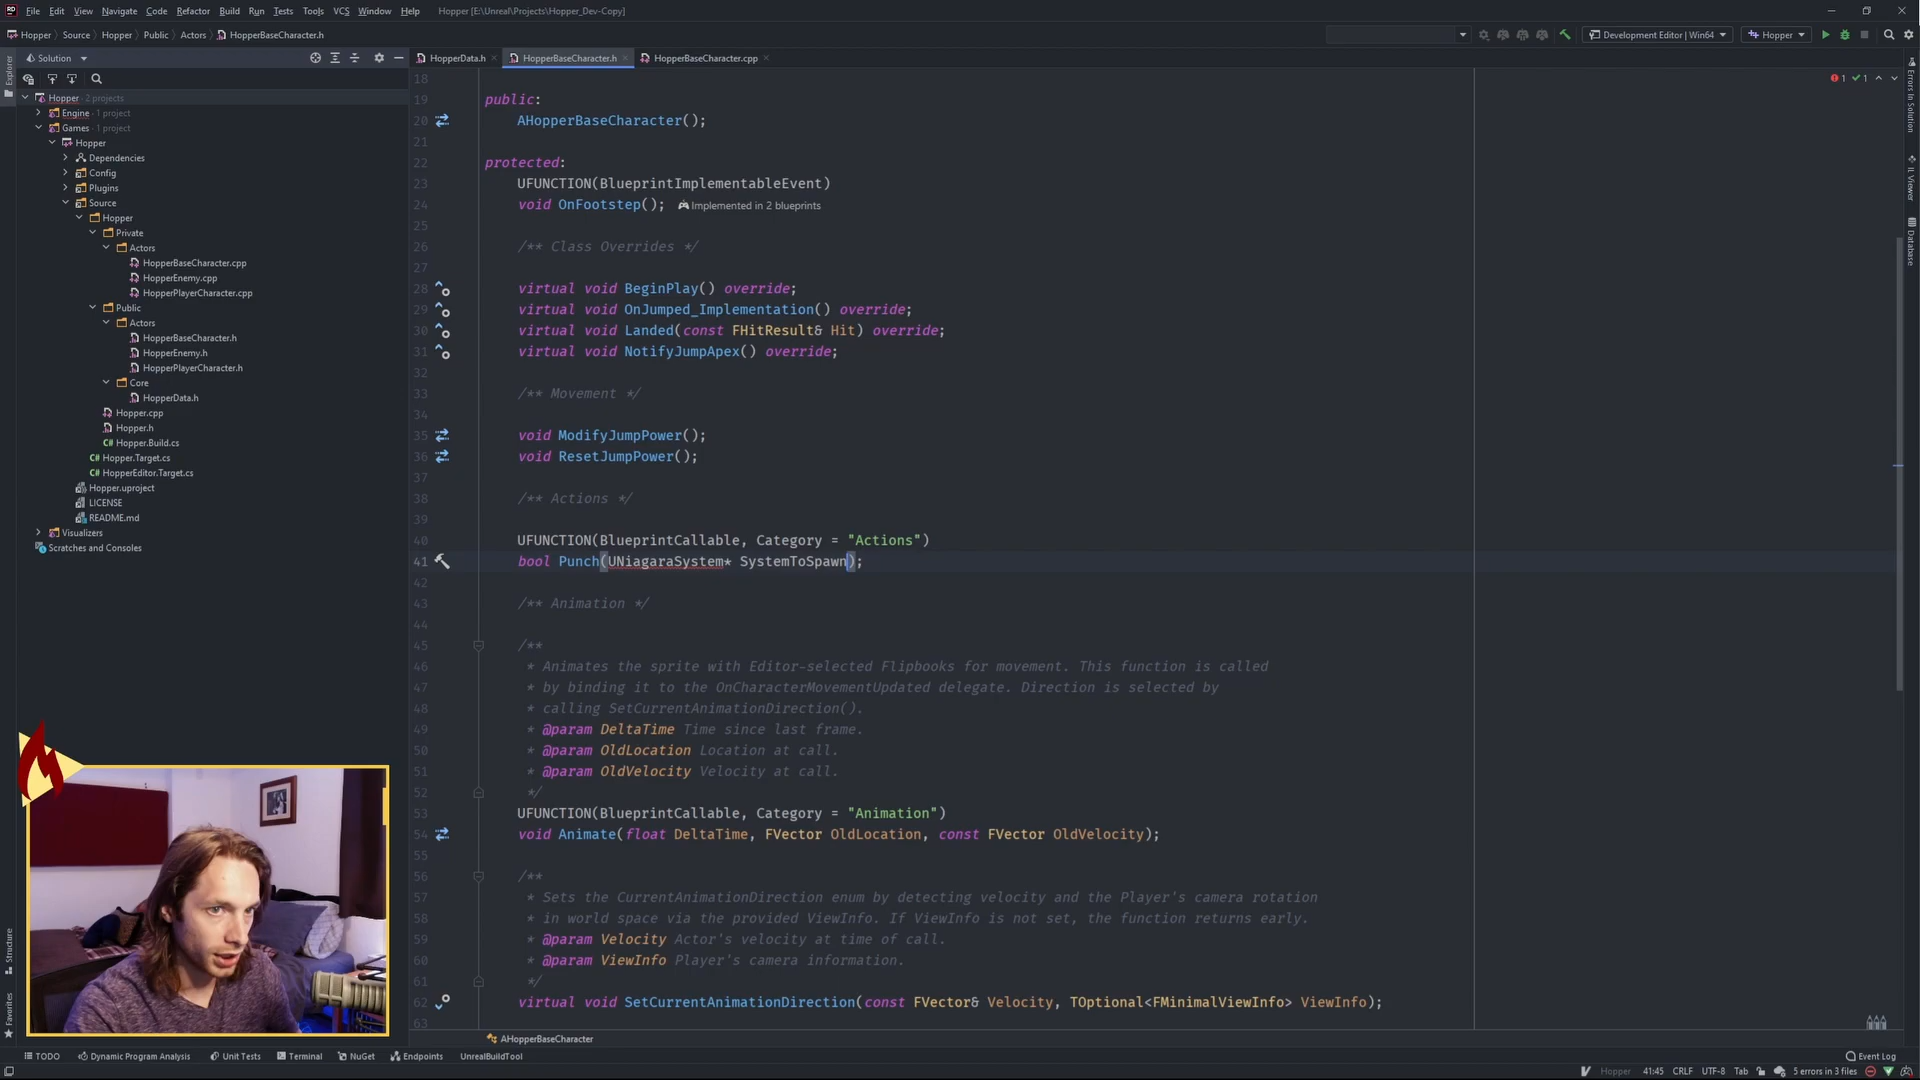 File Edit View Navigate Code Refactor Build Run Tests Tools VCS Window Help Hopper [E:\Unreal\Projects\Hopper_Dev-Copy]
Hopper Source Hopper Public Actors HopperBaseCharacter.h Development Editor | Win64 Hopper
Solution HopperData.h HopperBaseCharacter.h HopperBaseCharacter.cpp
Explorer
Hopper · 2 projects
Engine · 1 project
Games · 1 project
Hopper
Dependencies
Config
Plugins
Source
Hopper
Private
Actors
HopperBaseCharacter.cpp
HopperEnemy.cpp
HopperPlayerCharacter.cpp
Public
Actors
HopperBaseCharacter.h
HopperEnemy.h
HopperPlayerCharacter.h
Core
HopperData.h
Hopper.cpp
Hopper.h
Hopper.Build.cs
Hopper.Target.cs
HopperEditor.Target.cs
Hopper.uproject
LICENSE
README.md
Visualizers
Scratches and Consoles
Structure
Favorites
18
19 public:
20 AHopperBaseCharacter();
21
22 protected:
23 UFUNCTION(BlueprintImplementableEvent)
24 void OnFootstep(); Implemented in 2 blueprints
25
26 /** Class Overrides */
27
28 virtual void BeginPlay() override;
29 virtual void OnJumped_Implementation() override;
30 virtual void Landed(const FHitResult& Hit) override;
31 virtual void NotifyJumpApex() override;
32
33 /** Movement */
34
35 void ModifyJumpPower();
36 void ResetJumpPower();
37
38 /** Actions */
39
40 UFUNCTION(BlueprintCallable, Category = "Actions")
41 bool Punch(UNiagaraSystem* SystemToSpawn);
42
43 /** Animation */
44
45 /**
46 * Animates the sprite with Editor-selected Flipbooks for movement. This function is called
47 * by binding it to the OnCharacterMovementUpdated delegate. Direction is selected by
48 * calling SetCurrentAnimationDirection().
49 * @param DeltaTime Time since last frame.
50 * @param OldLocation Location at call.
51 * @param OldVelocity Velocity at call.
52 */
53 UFUNCTION(BlueprintCallable, Category = "Animation")
54 void Animate(float DeltaTime, FVector OldLocation, const FVector OldVelocity);
55
56 /**
57 * Sets the CurrentAnimationDirection enum by detecting velocity and the Player's camera rotation
58 * in world space via the provided ViewInfo. If ViewInfo is not set, the function returns early.
59 * @param Velocity Actor's velocity at time of call.
60 * @param ViewInfo Player's camera information.
61 */
62 virtual void SetCurrentAnimationDirection(const FVector& Velocity, TOptional<FMinimalViewInfo> ViewInfo);
63
1 1
Errors In Solution
IL Viewer
Database
AHopperBaseCharacter
TODO Dynamic Program Analysis Unit Tests Terminal NuGet Endpoints UnrealBuildTool Event Log
Hopper 41:45 CRLF UTF-8 Tab 5 errors in 3 files